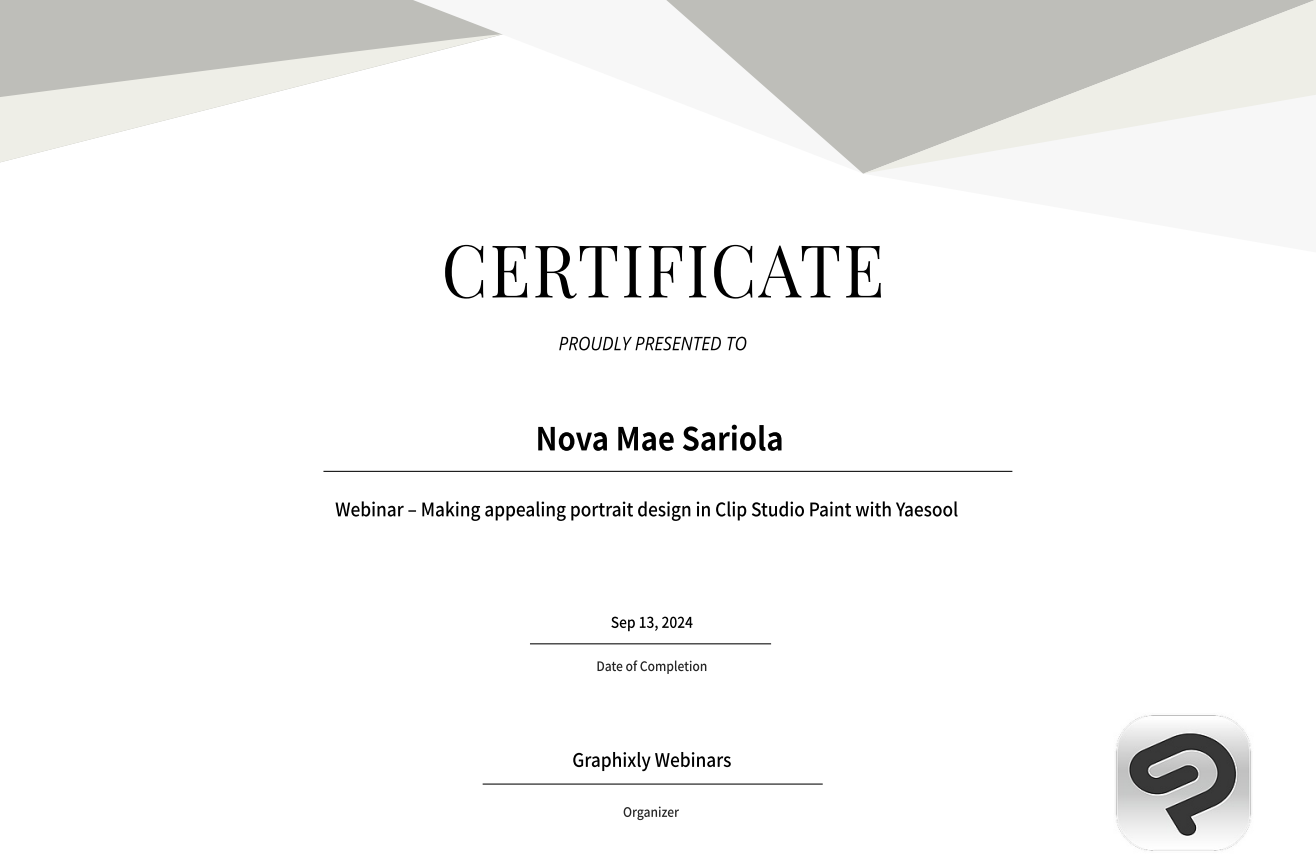 CERTIFICATE
PROUDLY PRESENTED TO
Nova Mae Sariola
Webinar – Making appealing portrait design in Clip Studio Paint with Yaesool
Sep 13, 2024
Date of Completion
Graphixly Webinars
Organizer